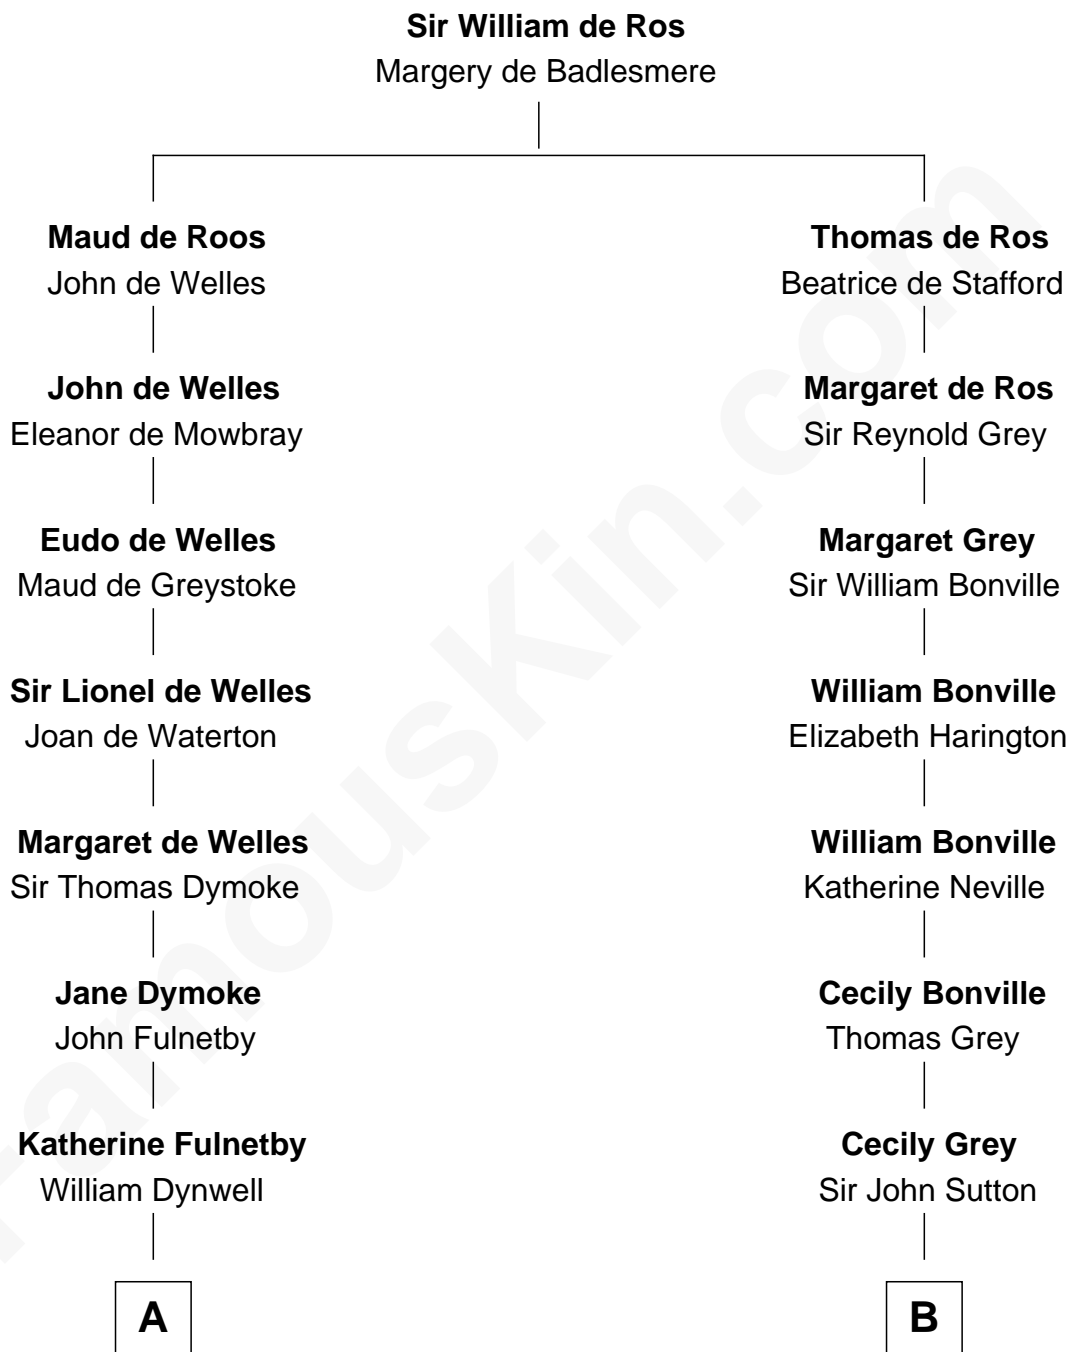 Sir William de Ros
Margery de Badlesmere
Maud de Roos
John de Welles
Thomas de Ros
Beatrice de Stafford
John de Welles
Eleanor de Mowbray
Margaret de Ros
Sir Reynold Grey
Eudo de Welles
Maud de Greystoke
Margaret Grey
Sir William Bonville
Sir Lionel de Welles
Joan de Waterton
William Bonville
Elizabeth Harington
Margaret de Welles
Sir Thomas Dymoke
William Bonville
Katherine Neville
Jane Dymoke
John Fulnetby
Cecily Bonville
Thomas Grey
Katherine Fulnetby
William Dynwell
Cecily Grey
Sir John Sutton
A
B
FamousKin.com